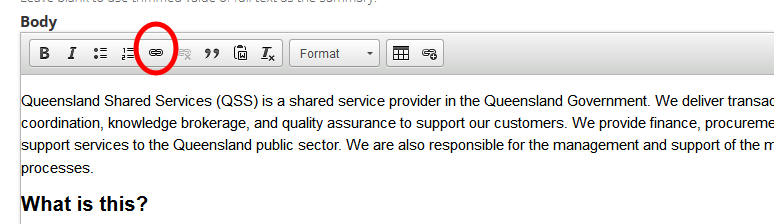 Leave blank to use trimmed value of full text as the summary.
Body
B I Format
Queensland Shared Services (QSS) is a shared service provider in the Queensland Government. We deliver
coordination, knowledge brokerage, and quality assurance to support our customers. We provide finance,
support services to the Queensland public sector. We are also responsible for the management and support of the
processes.
What is this?